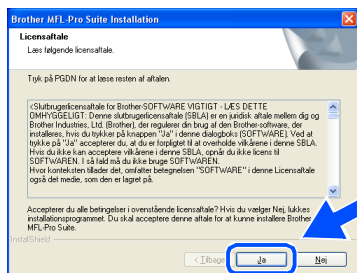 Brother MFL-Pro Suite Installation
Licensaftale
Læs følgende licensaftale.
Tryk på PGDN for at læse resten af aftalen.
<Slutbrugerlicensaftale for Brother-SOFTWARE VIGTIGT - LÆS DETTE
OMHYGGELIGT: Denne slutbrugerlicensaftale (SBLA) er en juridisk aftale mellem dig og
Brother Industries, Ltd. (Brother), der regulerer din brug af den Brother-software, der
installeres, hvis du trykker på knappen "Ja" i denne dialogboks (SOFTWARE). Ved at
trykke på "Ja" accepterer du, at du er forpligtet til at overholde vilkårene i denne SBLA.
Hvis du ikke kan acceptere vilkårene i denne SBLA, opnår du ikke licens til
SOFTWAREN. I så fald må du ikke bruge SOFTWAREN.
Hvor konteksten tillader det, omfatter betegnelsen "SOFTWARE" i denne Licensaftale
også det medie, som den er lagret på.
Accepterer du alle betingelser i ovenstående licensaftale? Hvis du vælger Nej, lukkes
installationsprogrammet. Du skal acceptere denne aftale for at kunne installere Brother
MFL-Pro Suite.
InstallShield
< Tilbage
Ja
Nej